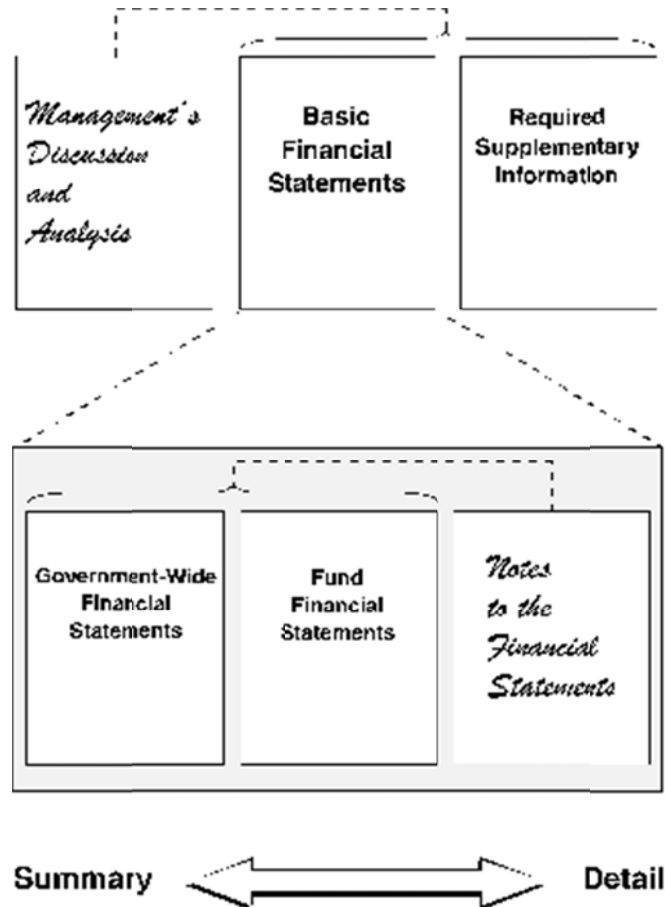 Management's
Discussion
and
Analysis
Basic
Financial
Statements
Required
Supplementary
Information
Government-Wide
Financial
Statements
Fund
Financial
Statements
Notes
to the
Financial
Statements
Summary
Detail